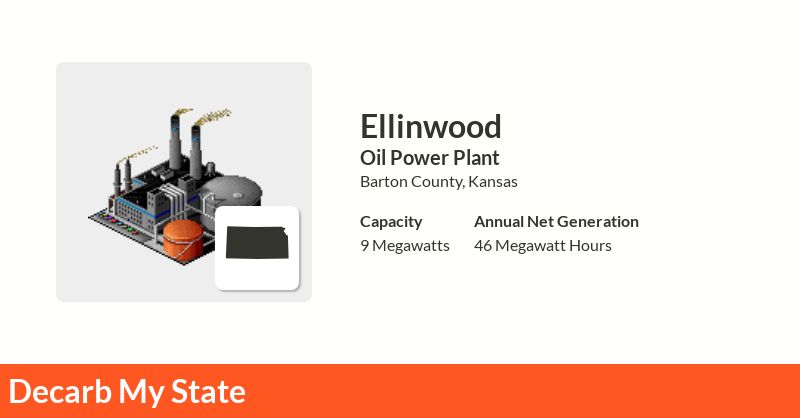 Ellinwood
Oil Power Plant
Barton County, Kansas
Capacity Annual Net Generation
9 Megawatts 46 Megawatt Hours
Decarb My State